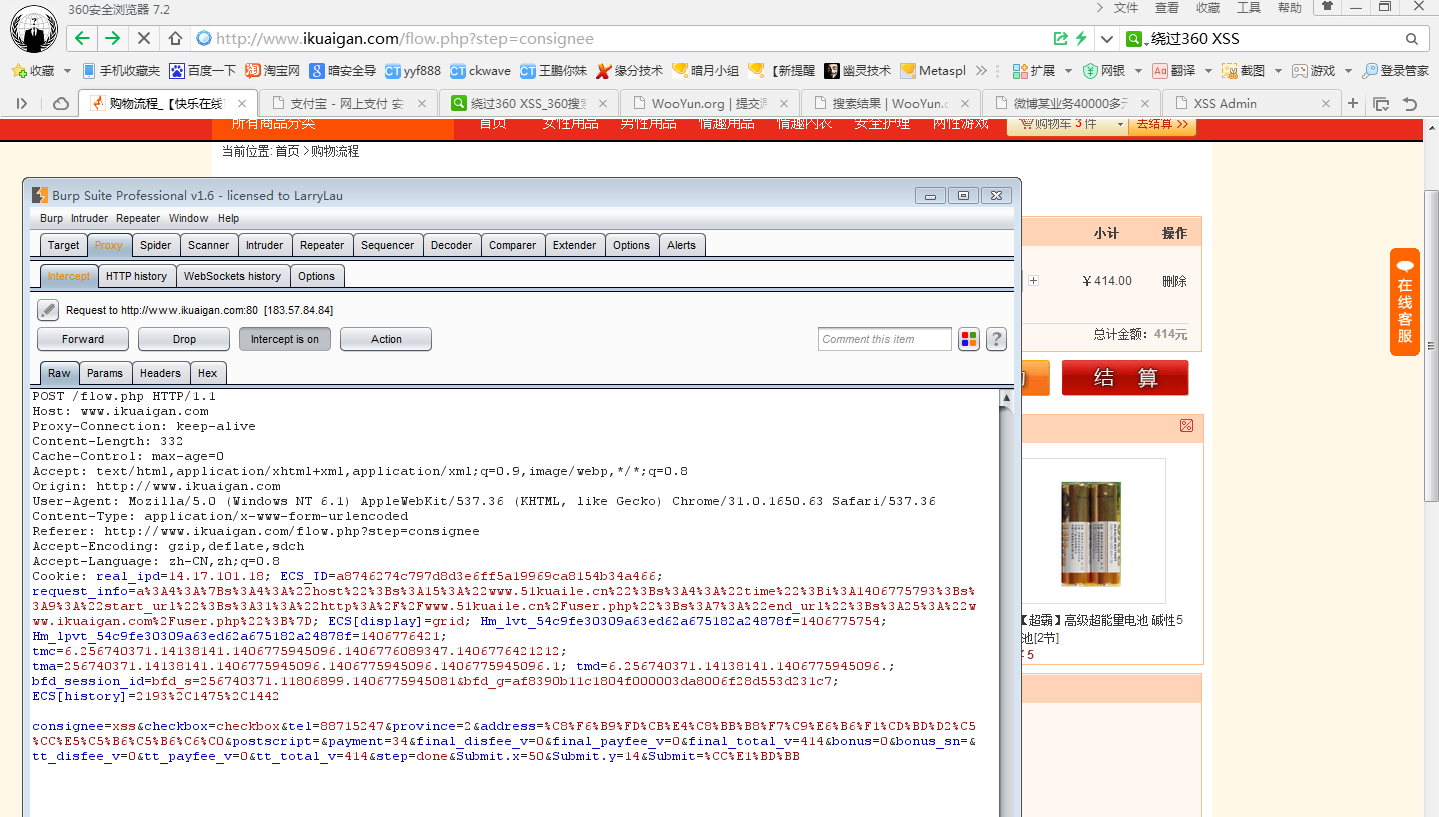 360安全浏览器 7.2
文件 查看 收藏 工具 帮助
http://www.ikuaigan.com/flow.php?step=consignee
绕过360 XSS
收藏 手机收藏夹 百度一下 淘宝网 暗安全导 yyf888 ckwave 王鹏你妹 缘分技术 暗月小组 【新提醒 幽灵技术 Metaspl 扩展 网银 翻译 截图 游戏 登录管家
购物流程_【快乐在线 支付宝 - 网上支付 安 绕过360 XSS_360搜 WooYun.org | 提交 搜索结果 | WooYun. 微博某业务40000多 XSS Admin
所有商品分类 首页 女性用品 男性用品 情趣用品 情趣内衣 安全护理 两性游戏 购物车 3 件 去结算 >>
当前位置: 首页 > 购物流程
Burp Suite Professional v1.6 - licensed to LarryLau
Burp Intruder Repeater Window Help
Target Proxy Spider Scanner Intruder Repeater Sequencer Decoder Comparer Extender Options Alerts
小计 操作
Intercept HTTP history WebSockets history Options
￥414.00 删除
Request to http://www.ikuaigan.com:80 [183.57.84.84]
Forward Drop Intercept is on Action Comment this item ?
总计金额：414元
在线客服
Raw Params Headers Hex
结 算
POST /flow.php HTTP/1.1
Host: www.ikuaigan.com
Proxy-Connection: keep-alive
Content-Length: 332
Cache-Control: max-age=0
Accept: text/html,application/xhtml+xml,application/xml;q=0.9,image/webp,*/*;q=0.8
Origin: http://www.ikuaigan.com
User-Agent: Mozilla/5.0 (Windows NT 6.1) AppleWebKit/537.36 (KHTML, like Gecko) Chrome/31.0.1650.63 Safari/537.36
Content-Type: application/x-www-form-urlencoded
Referer: http://www.ikuaigan.com/flow.php?step=consignee
Accept-Encoding: gzip,deflate,sdch
Accept-Language: zh-CN,zh;q=0.8
Cookie: real_ipd=14.17.101.18; ECS_ID=a8746274c797d8d3e6ff5a19969ca8154b34a466;
request_info=a%3A4%3A%7Bs%3A4%3A%22host%22%3Bs%3A15%3A%22www.51kuaile.cn%22%3Bs%3A4%3A%22time%22%3Bi%3A1406775793%3Bs%
3A9%3A%22start_url%22%3Bs%3A31%3A%22http%3A%2F%2Fwww.51kuaile.cn%2Fuser.php%22%3Bs%3A7%3A%22end_url%22%3Bs%3A25%3A%22w
ww.ikuaigan.com%2Fuser.php%22%3B%7D; ECS[display]=grid; Hm_lvt_54c9fe30309a63ed62a675182a24878f=1406775754;
Hm_lpvt_54c9fe30309a63ed62a675182a24878f=1406776421;
tmc=6.256740371.14138141.1406775945096.1406776089347.1406776421212;
tma=256740371.14138141.1406775945096.1406775945096.1406775945096.1; tmd=6.256740371.14138141.1406775945096.;
bfd_session_id=bfd_s=256740371.11806899.1406775945081&bfd_g=af8390b11c1804f000003da8006f28d553d231c7;
ECS[history]=2193%2C1475%2C1442
consignee=xss&checkbox=checkbox&tel=88715247&province=2&address=%C8%F6%B9%FD%CB%E4%C8%BB%B8%F7%C9%E6%B6%F1%CD%BD%D2%C5
%CC%E5%C5%B6%C5%B6%C6%C0&postscript=&payment=34&final_disfee_v=0&final_payfee_v=0&final_total_v=414&bonus=0&bonus_sn=&
tt_disfee_v=0&tt_payfee_v=0&tt_total_v=414&step=done&Submit.x=50&Submit.y=14&Submit=%CC%E1%BD%BB
【超霸】高级超能量电池 碱性5
池[2节]
5